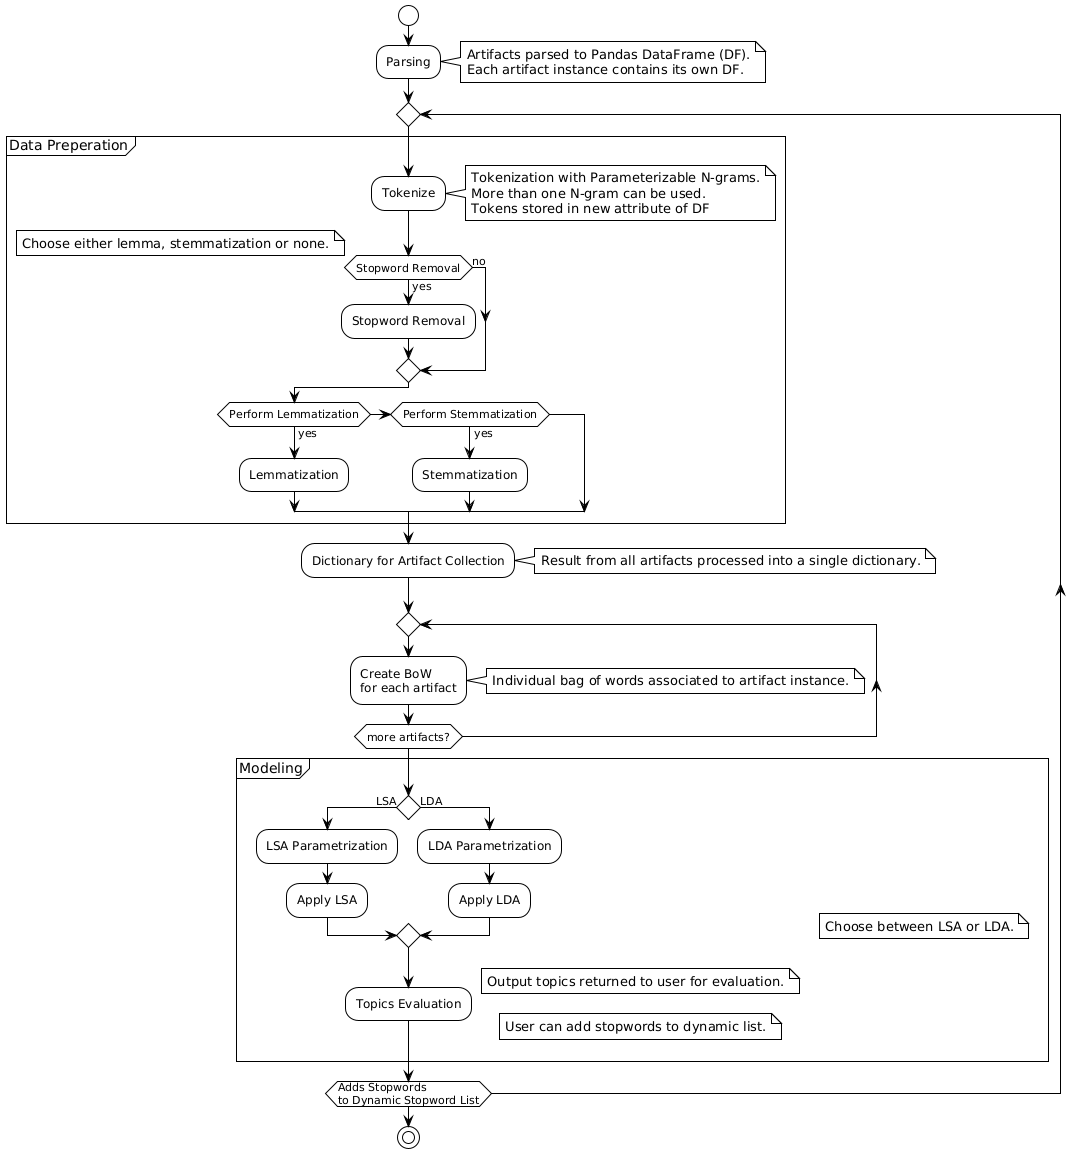 Parsing
Artifacts parsed to Pandas DataFrame (DF).
Each artifact instance contains its own DF.
Data Preperation
Tokenize
Tokenization with Parameterizable N-grams.
More than one N-gram can be used.
Tokens stored in new attribute of DF
Choose either lemma, stemmatization or none.
Stopword Removal
no
yes
Stopword Removal
Perform Lemmatization
Perform Stemmatization
yes
yes
Lemmatization
Stemmatization
Dictionary for Artifact Collection
Result from all artifacts processed into a single dictionary.
Create BoW
for each artifact
Individual bag of words associated to artifact instance.
more artifacts?
Modeling
LSA
LDA
LSA Parametrization
LDA Parametrization
Apply LSA
Apply LDA
Choose between LSA or LDA.
Output topics returned to user for evaluation.
Topics Evaluation
User can add stopwords to dynamic list.
Adds Stopwords
to Dynamic Stopword List